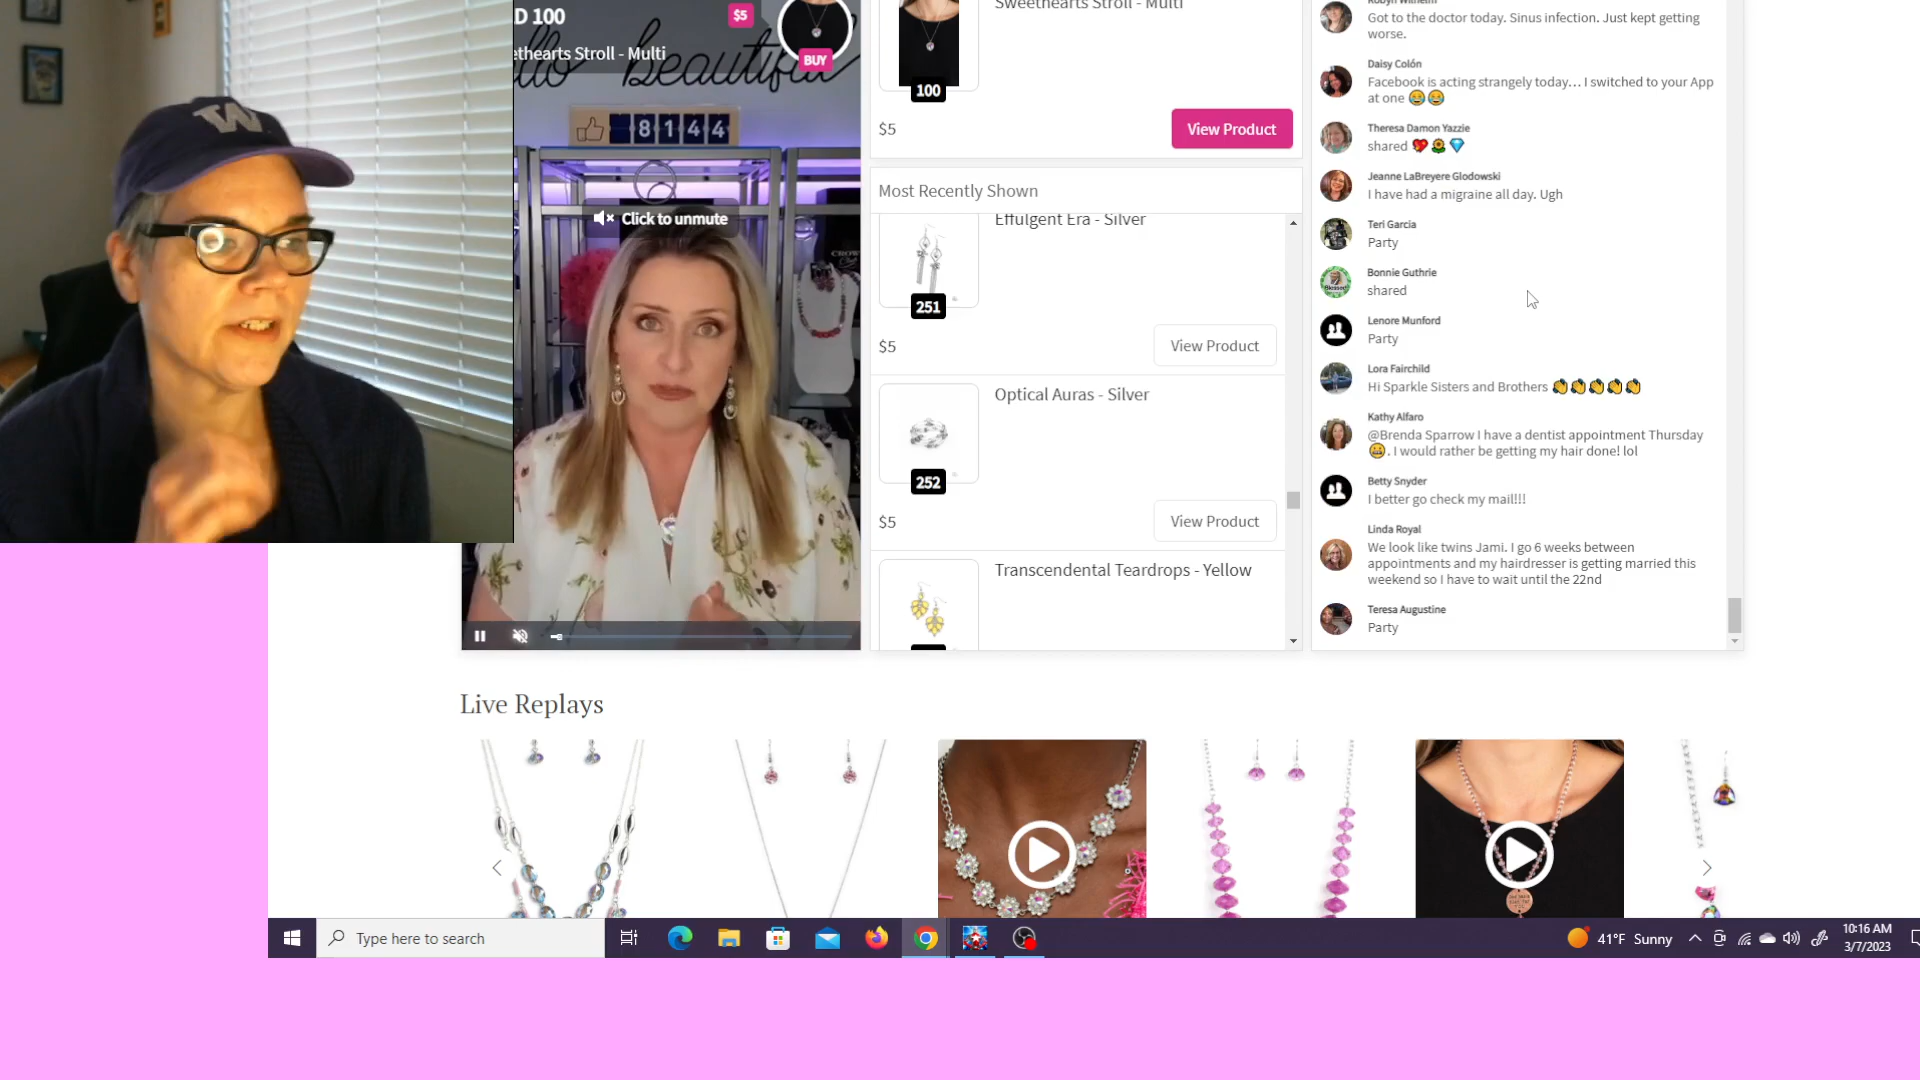 W
D 100
$5
ethearts Stroll - Multi
BUY
hello beautiful
8144
Click to unmute
CROWN
Sweethearts Stroll - Multi
100
$5
View Product
Most Recently Shown
Effulgent Era - Silver
251
$5
View Product
Optical Auras - Silver
252
$5
View Product
Transcendental Teardrops - Yellow
Robyn Wilhelm
Got to the doctor today. Sinus infection. Just kept getting
worse.
Daisy Colón
Facebook is acting strangely today… I switched to your App
at one 😂😂
Theresa Damon Yazzie
shared 💖🌻💎
Jeanne LaBreyere Glodowski
I have had a migraine all day. Ugh
Teri Garcia
Party
Bonnie Guthrie
shared
Lenore Munford
Party
Lora Fairchild
Hi Sparkle Sisters and Brothers 👏👏👏👏👏
Kathy Alfaro
@Brenda Sparrow I have a dentist appointment Thursday
😬. I would rather be getting my hair done! lol
Betty Snyder
I better go check my mail!!!
Linda Royal
We look like twins Jami. I go 6 weeks between
appointments and my hairdresser is getting married this
weekend so I have to wait until the 22nd
Teresa Augustine
Party
Live Replays
Type here to search
41°F Sunny
10:16 AM
3/7/2023